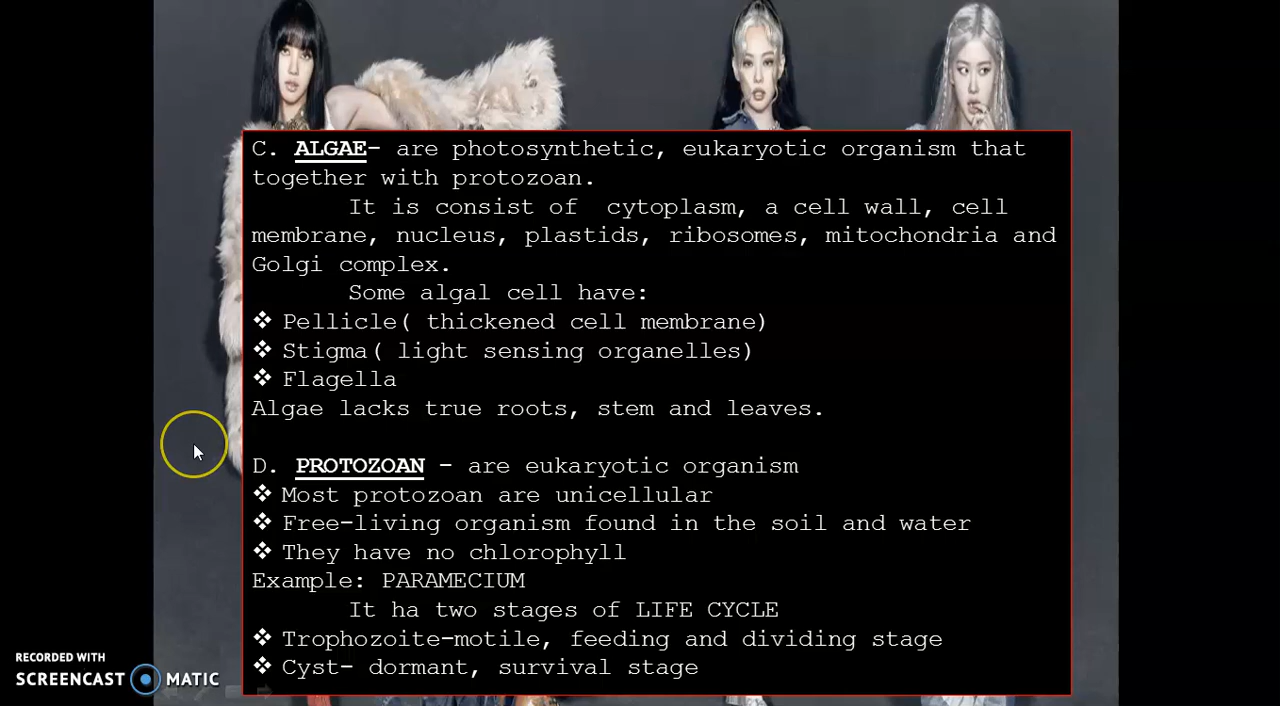 C. ALGAE- are photosynthetic, eukaryotic organism that
together with protozoan.
It is consist of cytoplasm, a cell wall, cell
membrane, nucleus, plastids, ribosomes, mitochondria and
Golgi complex.
Some algal cell have:
❖ Pellicle( thickened cell membrane)
❖ Stigma( light sensing organelles)
❖ Flagella
Algae lacks true roots, stem and leaves.
D. PROTOZOAN - are eukaryotic organism
❖ Most protozoan are unicellular
❖ Free-living organism found in the soil and water
❖ They have no chlorophyll
Example: PARAMECIUM
It ha two stages of LIFE CYCLE
❖ Trophozoite-motile, feeding and dividing stage
❖ Cyst- dormant, survival stage
RECORDED WITH
SCREENCAST MATIC